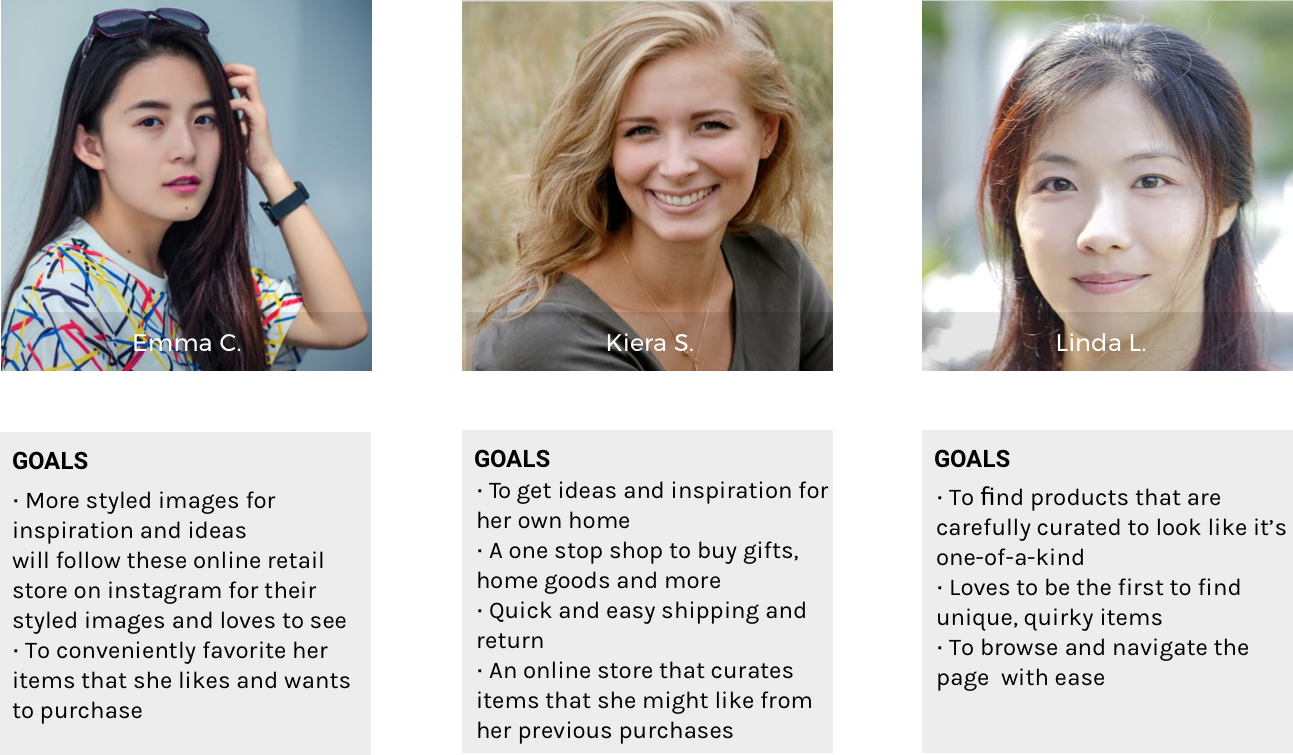 Emma C.
Kiera S.
Linda L.
GOALS
· More styled images for
inspiration and ideas
will follow these online retail
store on instagram for their
styled images and loves to see
· To conveniently favorite her
items that she likes and wants
to purchase
GOALS
· To get ideas and inspiration for
her own home
· A one stop shop to buy gifts,
home goods and more
· Quick and easy shipping and
return
· An online store that curates
items that she might like from
her previous purchases
GOALS
· To find products that are
carefully curated to look like it’s
one-of-a-kind
· Loves to be the first to find
unique, quirky items
· To browse and navigate the
page  with ease